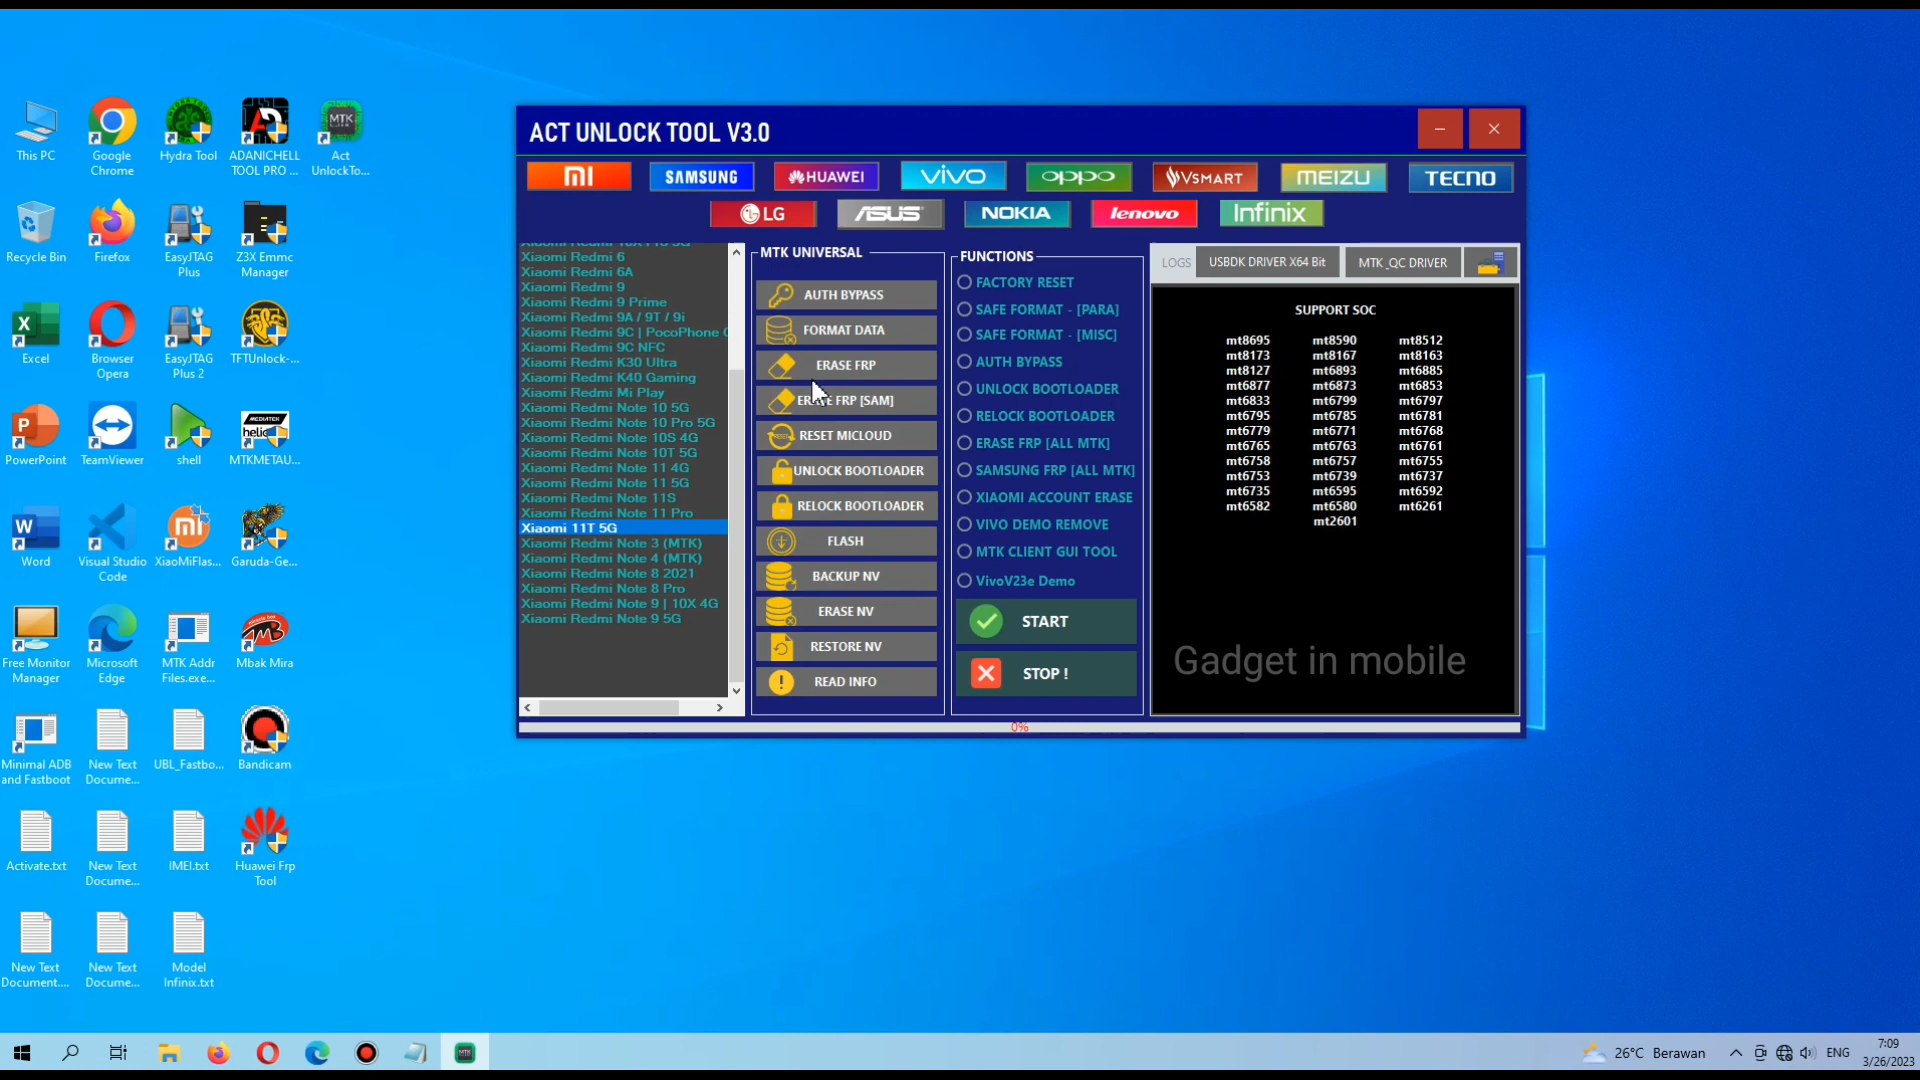 This PC
Google Chrome
Hydra Tool
ADANICHELL TOOL PRO ...
Act UnlockTo...
Recycle Bin
Firefox
EasyJTAG Plus
Z3X Emmc Manager
Excel
Browser Opera
EasyJTAG Plus 2
TFTUnlock-...
PowerPoint
TeamViewer
shell
MTKMETAU...
Word
Visual Studio Code
XiaoMiFlas...
Garuda-Ge...
Free Monitor Manager
Microsoft Edge
MTK Addr Files.exe...
Mbak Mira
Minimal ADB and Fastboot
New Text Docume...
UBL_Fastbo...
Bandicam
Activate.txt
New Text Docume...
IMEI.txt
Huawei Frp Tool
New Text Document....
New Text Docume...
Model Infinix.txt
ACT UNLOCK TOOL V3.0
SAMSUNG
HUAWEI
vivo
oppo
VSMART
MEIZU
TECNO
LG
ASUS
NOKIA
lenovo
Infinix
Xiaomi Redmi 10X Pro 5G
Xiaomi Redmi 6
Xiaomi Redmi 6A
Xiaomi Redmi 9
Xiaomi Redmi 9 Prime
Xiaomi Redmi 9A / 9T / 9i
Xiaomi Redmi 9C | PocoPhone C
Xiaomi Redmi 9C NFC
Xiaomi Redmi K30 Ultra
Xiaomi Redmi K40 Gaming
Xiaomi Redmi Mi Play
Xiaomi Redmi Note 10 5G
Xiaomi Redmi Note 10 Pro 5G
Xiaomi Redmi Note 10S 4G
Xiaomi Redmi Note 10T 5G
Xiaomi Redmi Note 11 4G
Xiaomi Redmi Note 11 5G
Xiaomi Redmi Note 11S
Xiaomi Redmi Note 11 Pro
Xiaomi 11T 5G
Xiaomi Redmi Note 3 (MTK)
Xiaomi Redmi Note 4 (MTK)
Xiaomi Redmi Note 8 2021
Xiaomi Redmi Note 8 Pro
Xiaomi Redmi Note 9 | 10X 4G
Xiaomi Redmi Note 9 5G
MTK UNIVERSAL
AUTH BYPASS
FORMAT DATA
ERASE FRP
FRP [SAM]
RESET MICLOUD
UNLOCK BOOTLOADER
RELOCK BOOTLOADER
FLASH
BACKUP NV
ERASE NV
RESTORE NV
READ INFO
FUNCTIONS
FACTORY RESET
SAFE FORMAT - [PARA]
SAFE FORMAT - [MISC]
AUTH BYPASS
UNLOCK BOOTLOADER
RELOCK BOOTLOADER
ERASE FRP [ALL MTK]
SAMSUNG FRP [ALL MTK]
XIAOMI ACCOUNT ERASE
VIVO DEMO REMOVE
MTK CLIENT GUI TOOL
VivoV23e Demo
START
STOP !
LOGS
USBDK DRIVER X64 Bit
MTK_QC DRIVER
SUPPORT SOC
mt8695 mt8590 mt8512
mt8173 mt8167 mt8163
mt8127 mt6893 mt6885
mt6877 mt6873 mt6853
mt6833 mt6799 mt6797
mt6795 mt6785 mt6781
mt6779 mt6771 mt6768
mt6765 mt6763 mt6761
mt6758 mt6757 mt6755
mt6753 mt6739 mt6737
mt6735 mt6595 mt6592
mt6582 mt6580 mt6261
mt2601
Gadget in mobile
0%
26°C Berawan
ENG
7:09
3/26/2023